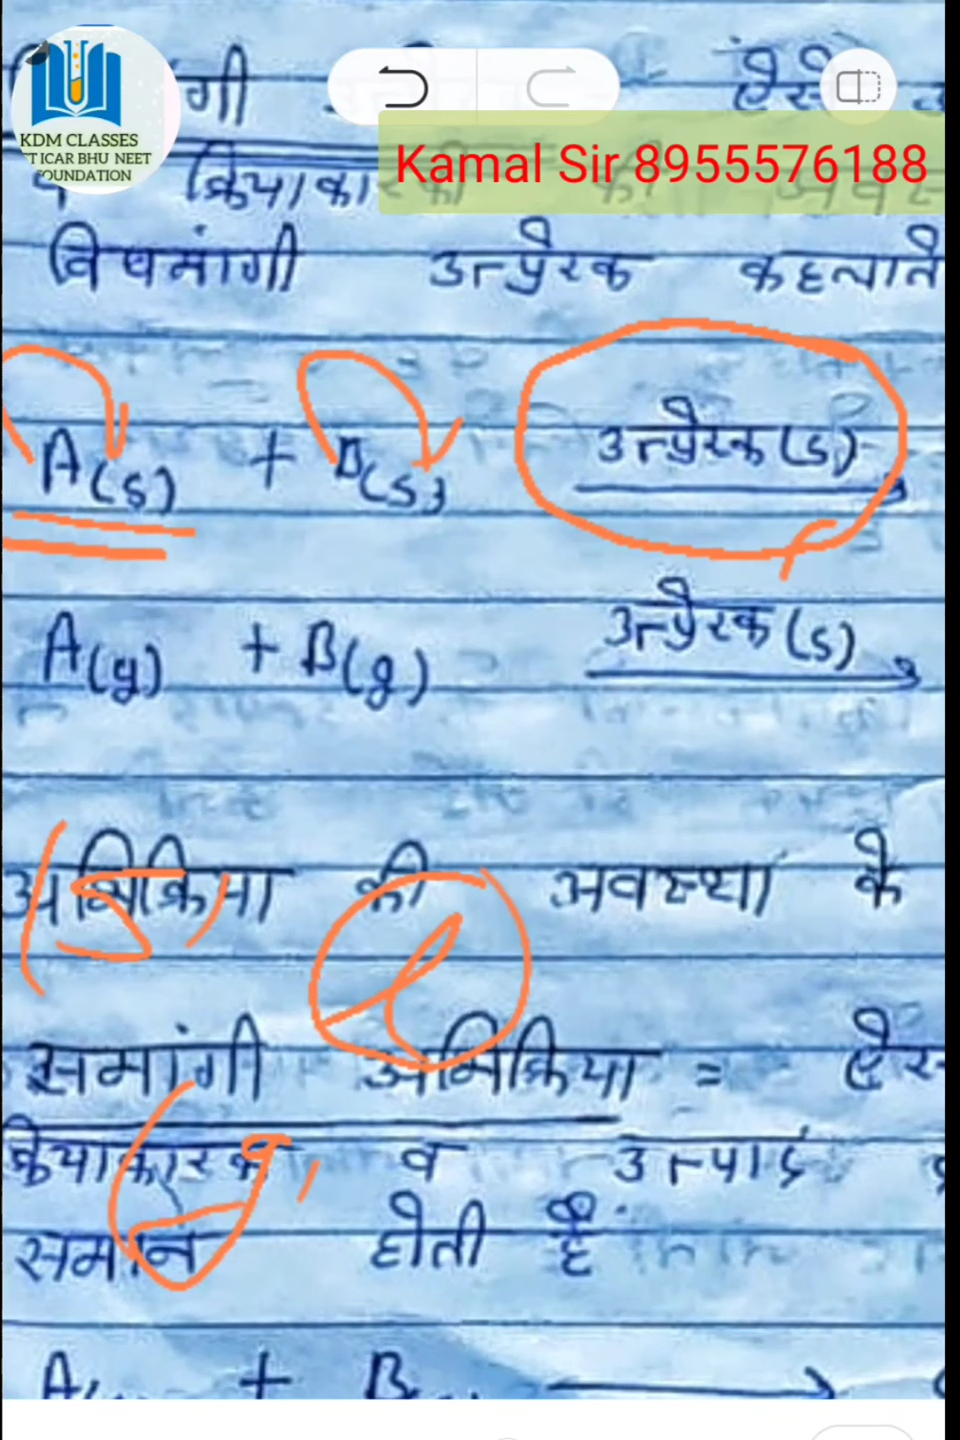 KDM CLASSES
ICAR BHU NEET
FOUNDATION
Kamal Sir 8955576188
क्रियाकारको की
विषमांगी उत्प्रेरक कहलाते
A(s) + B(s) उत्प्रेरक(s)
A(g) + B(g) उत्प्रेरक(s)
(s)
अभिक्रिया की अवस्था के
l
समांगी अभिक्रिया =
क्रियाकारक व उत्पाद
g
समान होती है
A + B